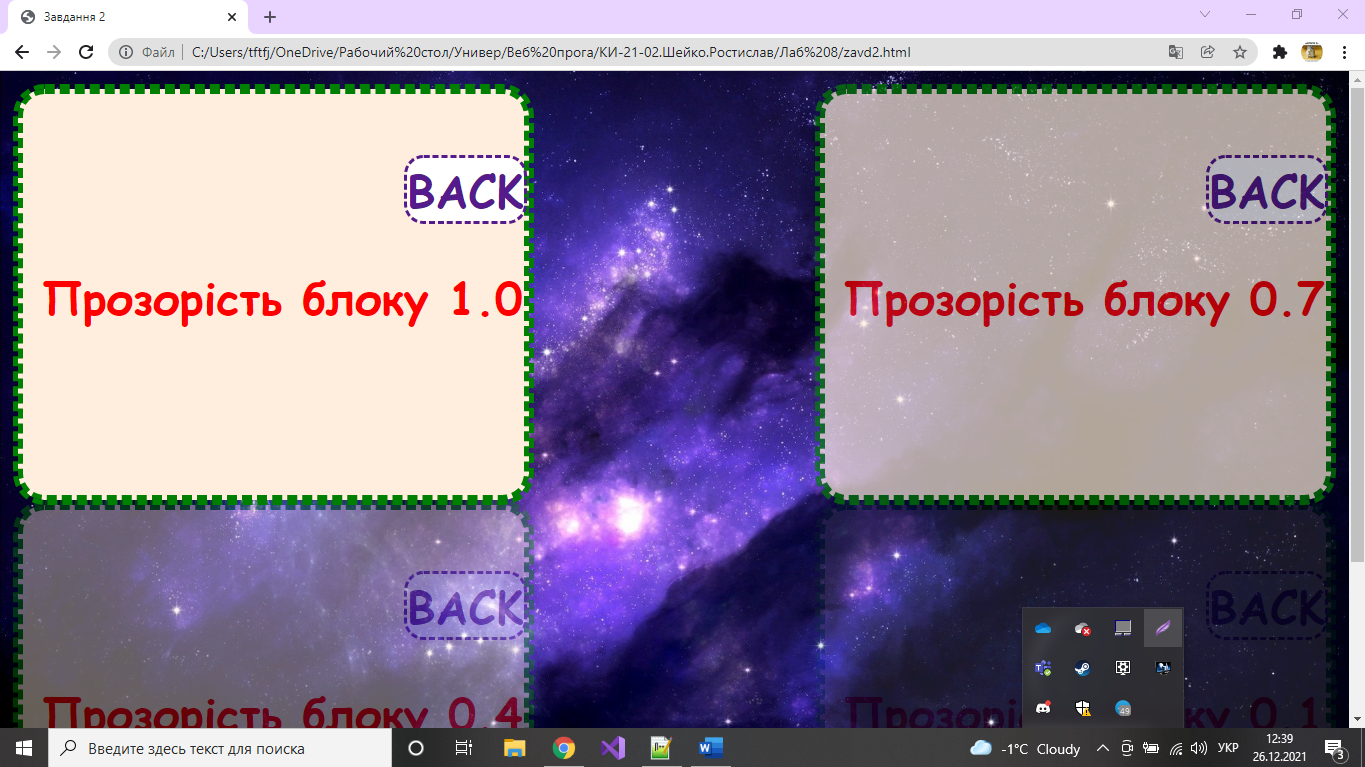 Завдання 2
Файл
C:/Users/tftfj/OneDrive/Рабочий%20стол/Универ/Веб%20прога/КИ-21-02.Шейко.Ростислав/Лаб%208/zavd2.html
BACK
BACK
Прозорість блоку 1.0
Прозорість блоку 0.7
BACK
BACK
Прозорість блоку 0.4
Прозорість блоку 0.1
49
Введите здесь текст для поиска
-1°C Cloudy
УКР
12:39
26.12.2021
3